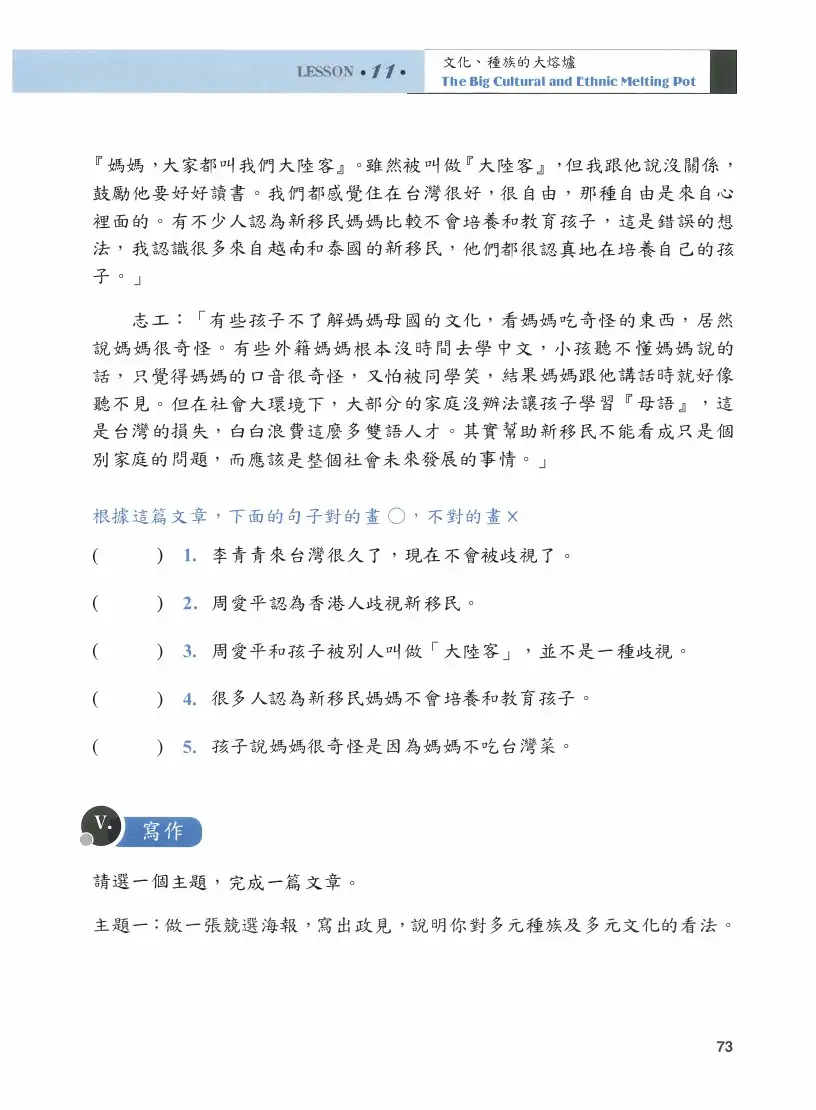 LESSON • 11 •
文化、種族的大熔爐
The Big Cultural and Ethnic Melting Pot
『媽媽，大家都叫我們大陸客』。雖然被叫做『大陸客』，但我跟他說沒關係，
鼓勵他要好好讀書。我們都感覺住在台灣很好，很自由，那種自由是來自心
裡面的。有不少人認為新移民媽媽比較不會培養和教育孩子，這是錯誤的想
法，我認識很多來自越南和泰國的新移民，他們都很認真地在培養自己的孩
子。」
志工：「有些孩子不了解媽媽母國的文化，看媽媽吃奇怪的東西，居然
說媽媽很奇怪。有些外籍媽媽根本沒時間去學中文，小孩聽不懂媽媽說的
話，只覺得媽媽的口音很奇怪，又怕被同學笑，結果媽媽跟他講話時就好像
聽不見。但在社會大環境下，大部分的家庭沒辦法讓孩子學習『母語』，這
是台灣的損失，白白浪費這麼多雙語人才。其實幫助新移民不能看成只是個
別家庭的問題，而應該是整個社會未來發展的事情。」
根據這篇文章，下面的句子對的畫○，不對的畫×
(　　) 1. 李青青來台灣很久了，現在不會被歧視了。
(　　) 2. 周愛平認為香港人歧視新移民。
(　　) 3. 周愛平和孩子被別人叫做「大陸客」，並不是一種歧視。
(　　) 4. 很多人認為新移民媽媽不會培養和教育孩子。
(　　) 5. 孩子說媽媽很奇怪是因為媽媽不吃台灣菜。
V. 寫作
請選一個主題，完成一篇文章。
主題一：做一張競選海報，寫出政見，說明你對多元種族及多元文化的看法。
73